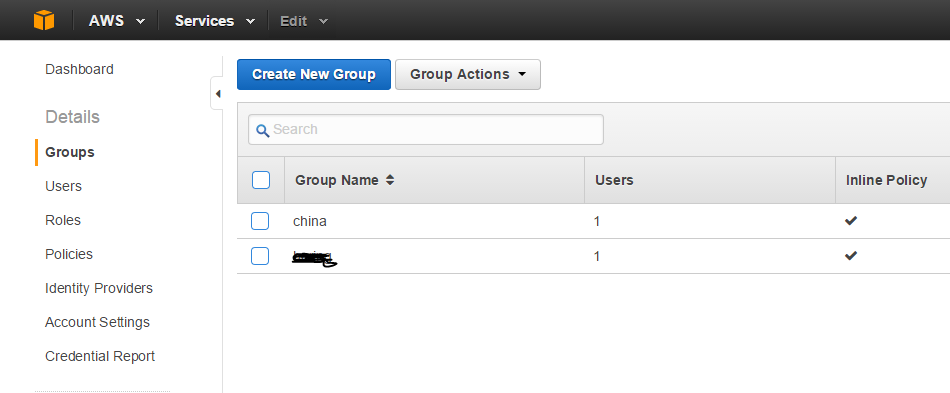 AWS Services Edit
Dashboard
Details
Groups
Users
Roles
Policies
Identity Providers
Account Settings
Credential Report
Create New Group Group Actions
Search
Group Name Users Inline Policy
china 1
1